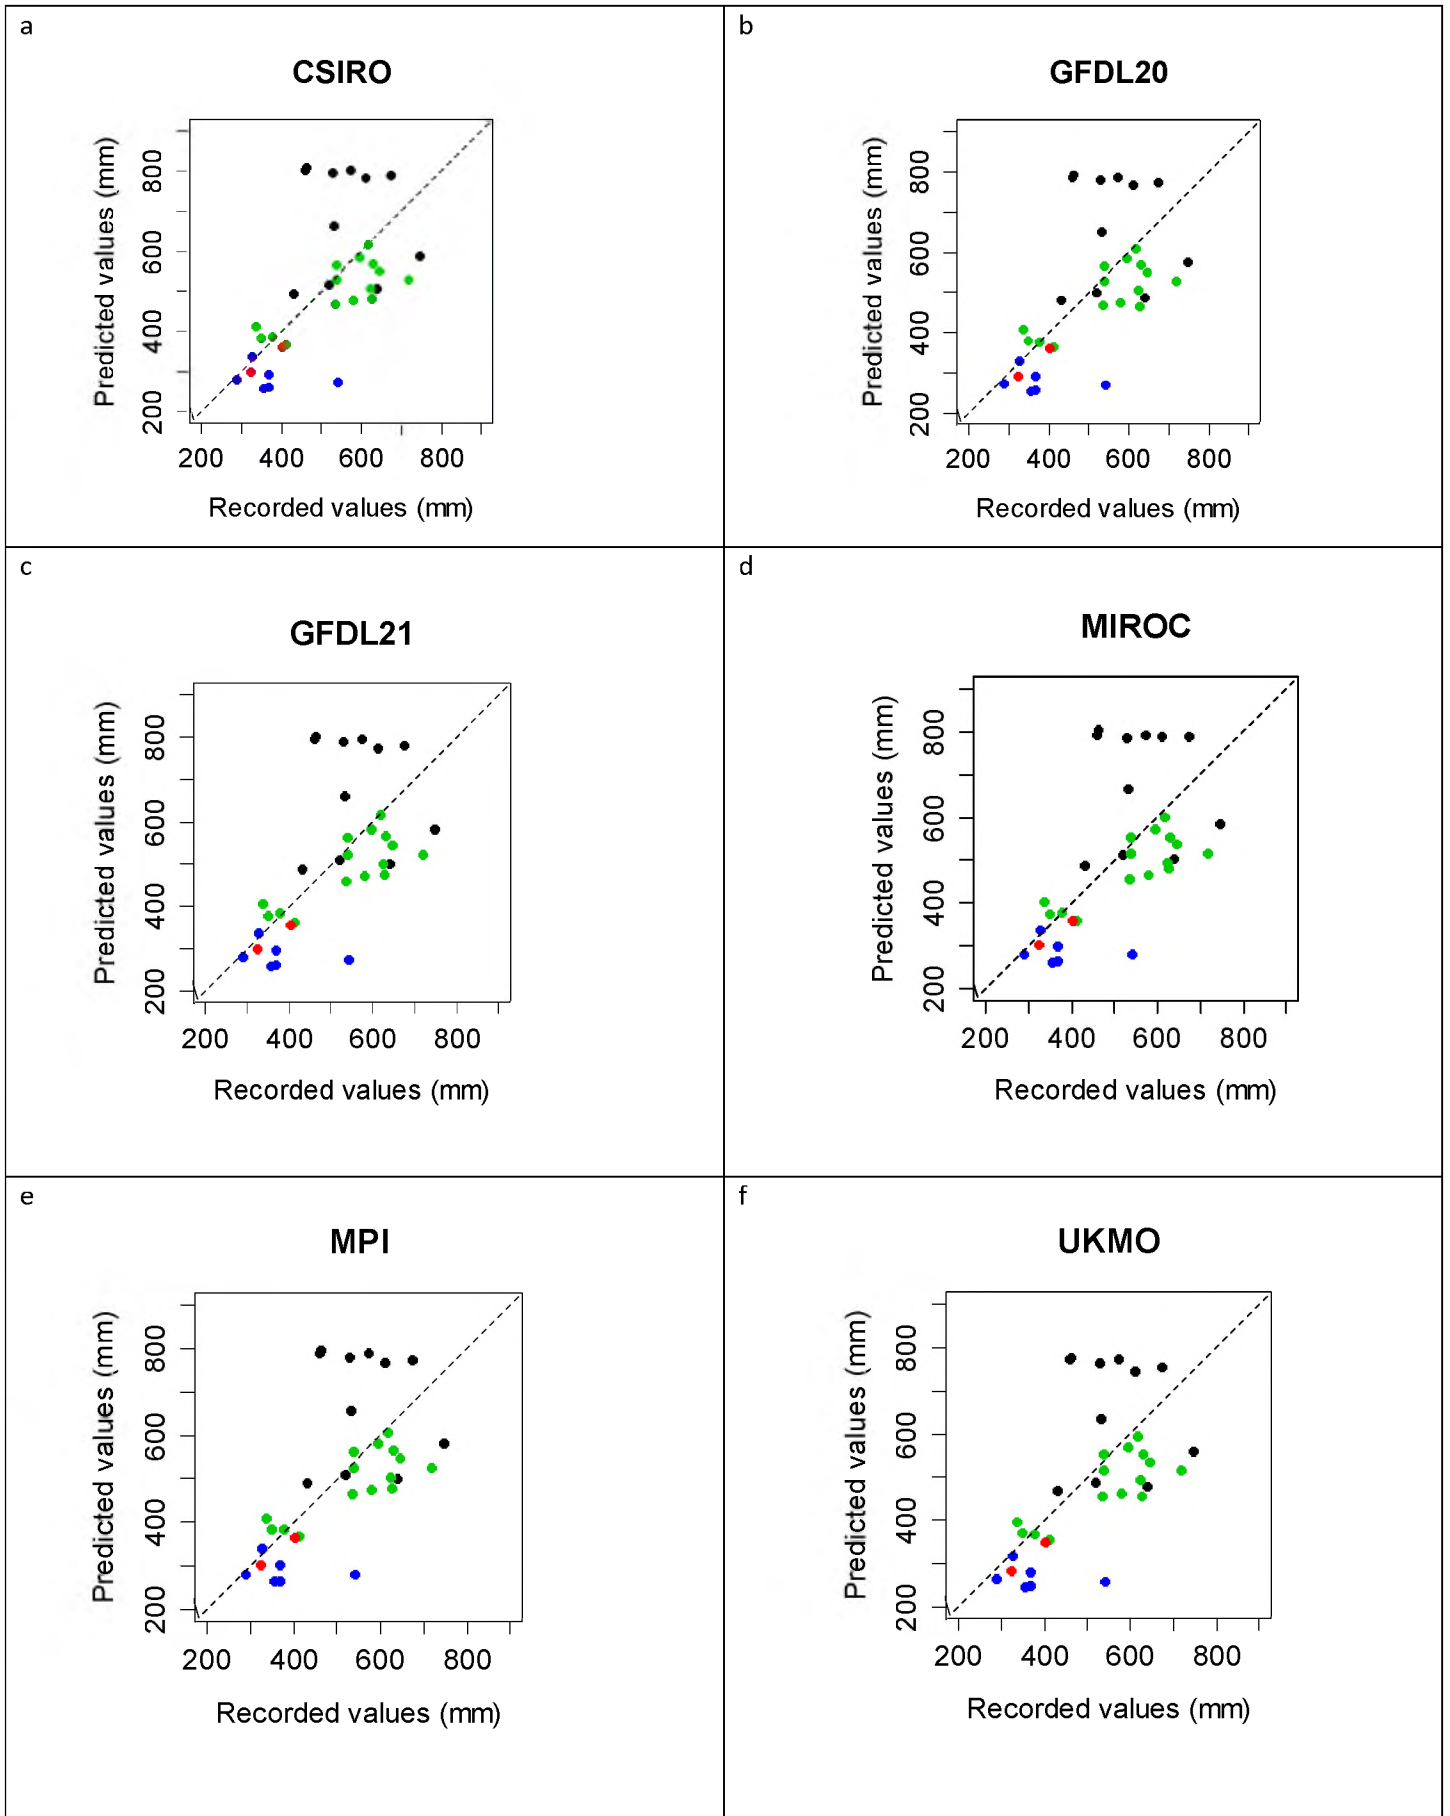 a
CSIRO
Predicted values (mm)
800
600
400
200
200 400 600 800
Recorded values (mm)
b
GFDL20
Predicted values (mm)
800
600
400
200
200 400 600 800
Recorded values (mm)
c
GFDL21
Predicted values (mm)
800
600
400
200
200 400 600 800
Recorded values (mm)
d
MIROC
Predicted values (mm)
800
600
400
200
200 400 600 800
Recorded values (mm)
e
MPI
Predicted values (mm)
800
600
400
200
200 400 600 800
Recorded values (mm)
f
UKMO
Predicted values (mm)
800
600
400
200
200 400 600 800
Recorded values (mm)